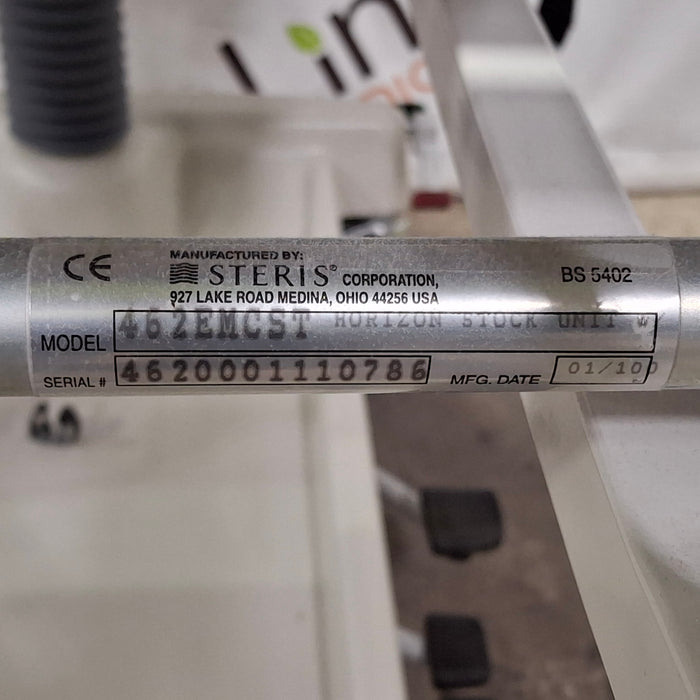 Lin
CE
MANUFACTURED BY:
STERIS® CORPORATION,
927 LAKE ROAD MEDINA, OHIO 44256 USA
BS 5402
MODEL 462EMCST HORIZON STOCK UNIT W
SERIAL # 4620001110786 MFG. DATE 01/100